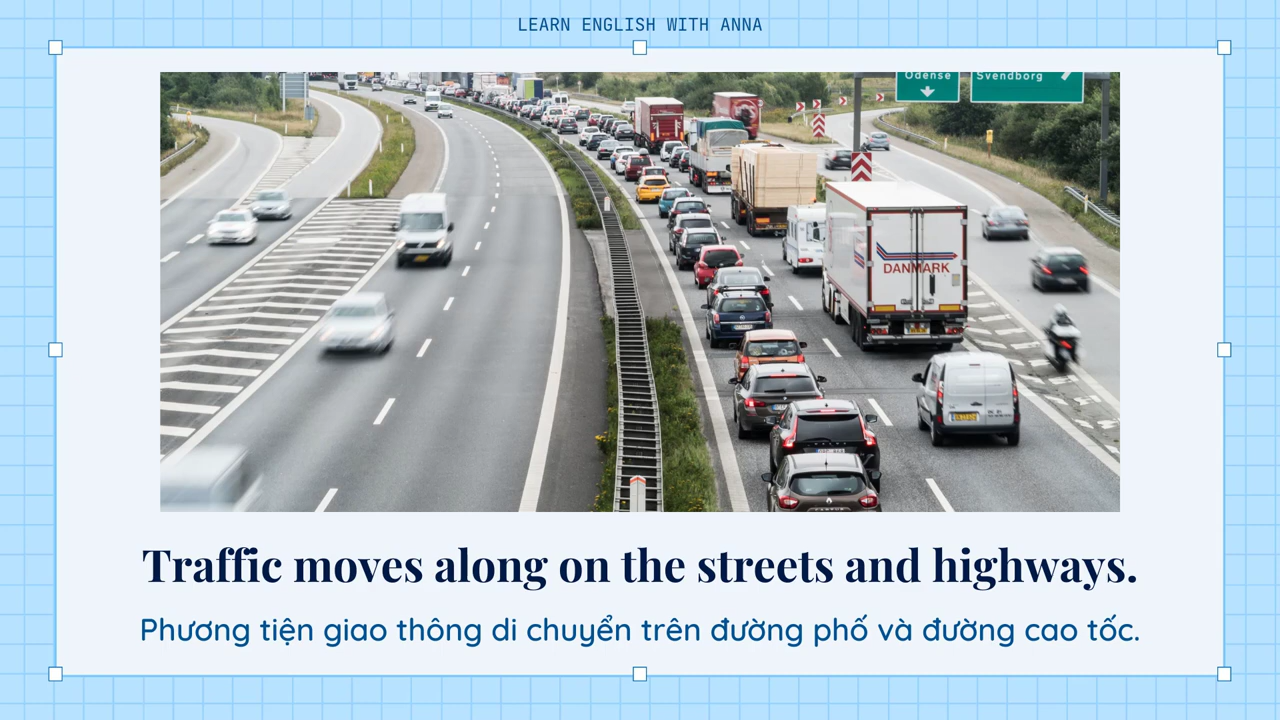 LEARN ENGLISH WITH ANNA
Odense
Svendborg
DANMARK
Traffic moves along on the streets and highways.
Phương tiện giao thông di chuyển trên đường phố và đường cao tốc.